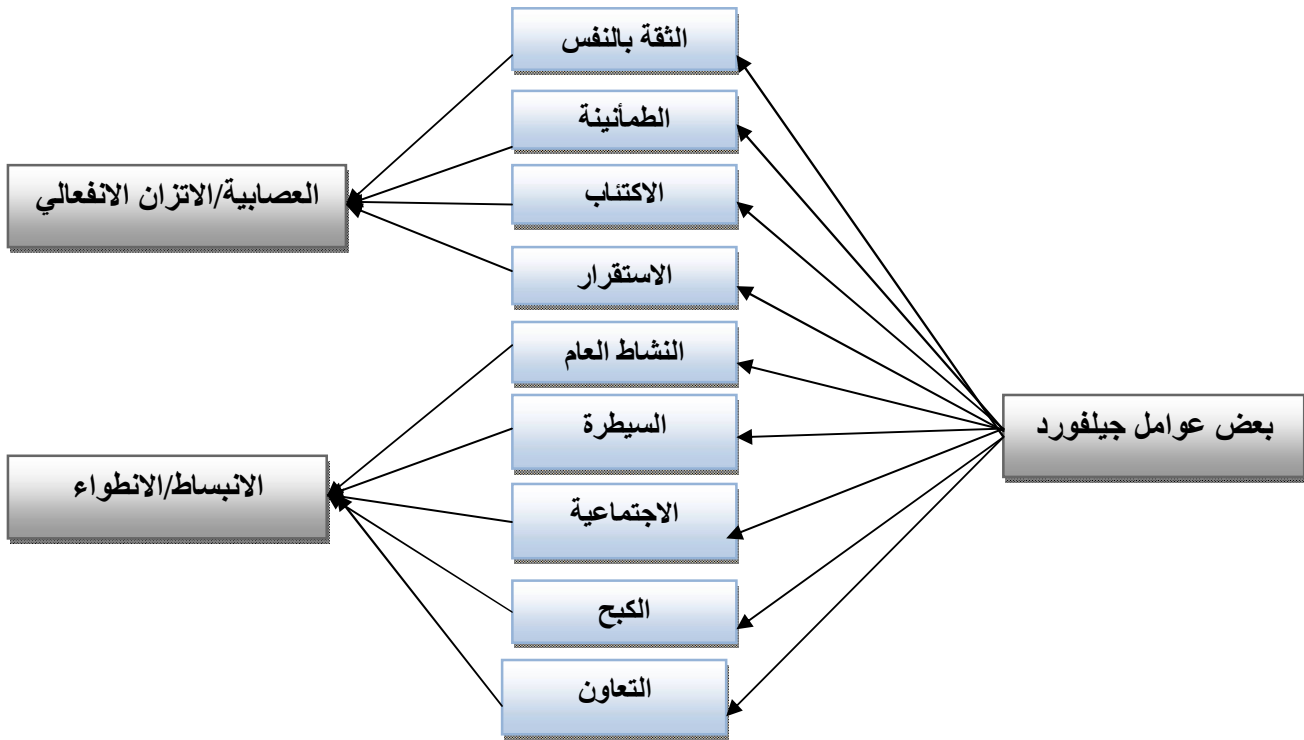 بعض عوامل جيلفورد
الثقة بالنفس
الطمأنينة
الاكتئاب
الاستقرار
النشاط العام
السيطرة
الاجتماعية
الكبح
التعاون
العصابية/الاتزان الانفعالي
الانبساط/الانطواء